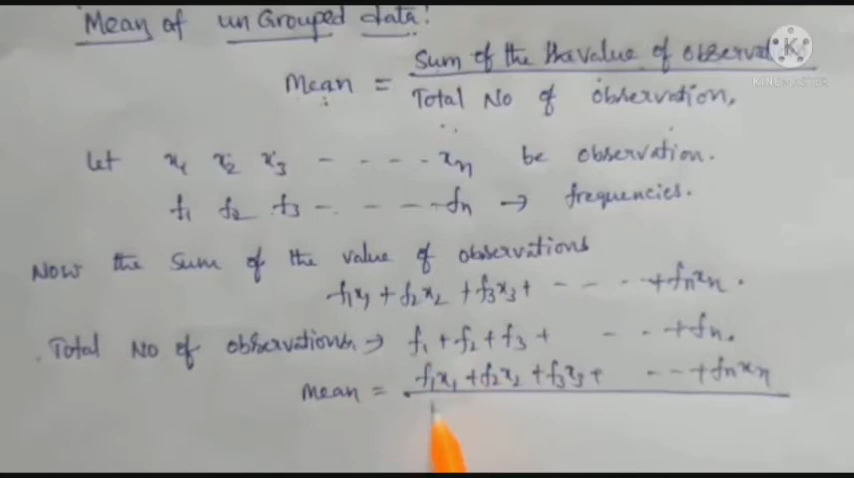 Mean of un Grouped data:
Mean = Sum of the value of observat / Total No of observation,
Let x₁ x₂ x₃ - - - - - xₙ be observation.
f₁ f₂ f₃ - - - - - fₙ → frequencies.
Now the sum of the value of observations
f₁x₁ + f₂x₂ + f₃x₃ + - - - - - + fₙxₙ.
Total No of observations → f₁ + f₂ + f₃ + - - + fₙ.
Mean = f₁x₁ + f₂x₂ + f₃x₃ + - - - + fₙxₙ